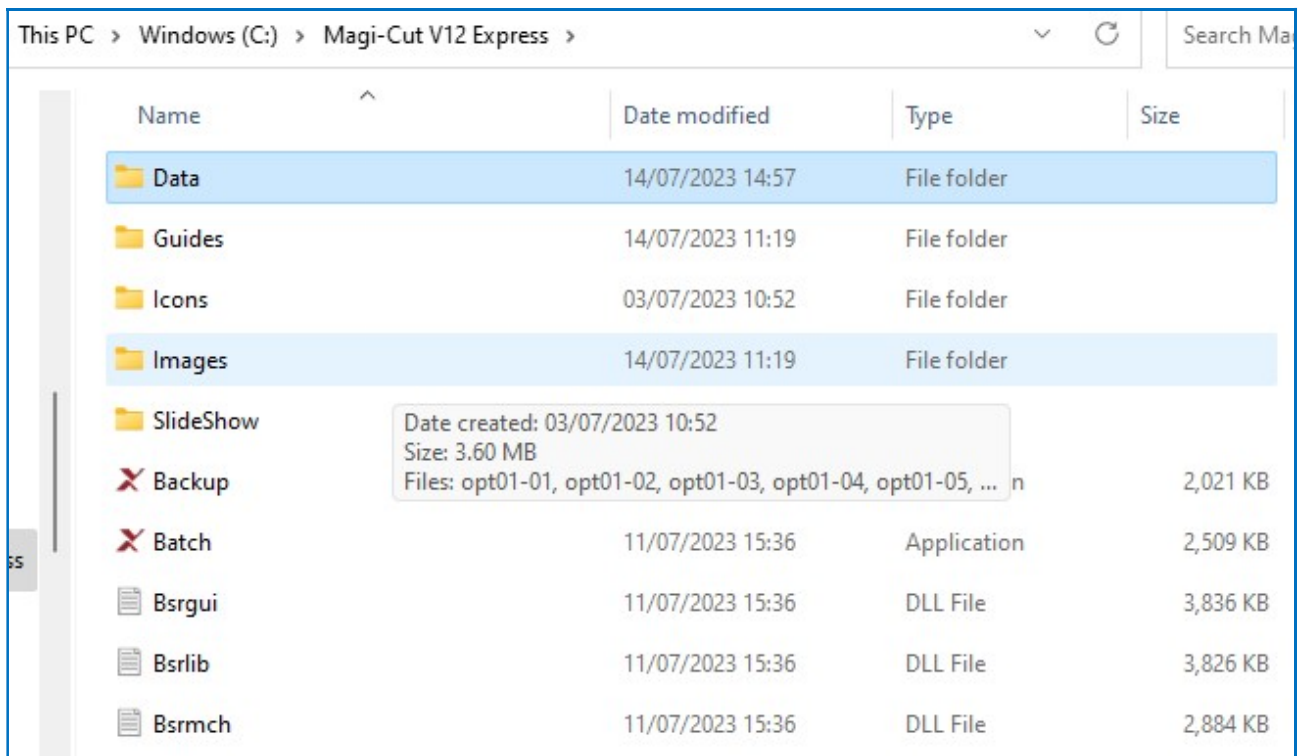 This PC > Windows (C:) > Magi-Cut V12 Express >
Search Ma
Name Date modified Type Size
Data 14/07/2023 14:57 File folder
Guides 14/07/2023 11:19 File folder
Icons 03/07/2023 10:52 File folder
Images 14/07/2023 11:19 File folder
SlideShow
Date created: 03/07/2023 10:52
Size: 3.60 MB
Files: opt01-01, opt01-02, opt01-03, opt01-04, opt01-05, ...
Backup n 2,021 KB
Batch 11/07/2023 15:36 Application 2,509 KB
ss
Bsrgui 11/07/2023 15:36 DLL File 3,836 KB
Bsrlib 11/07/2023 15:36 DLL File 3,826 KB
Bsrmch 11/07/2023 15:36 DLL File 2,884 KB